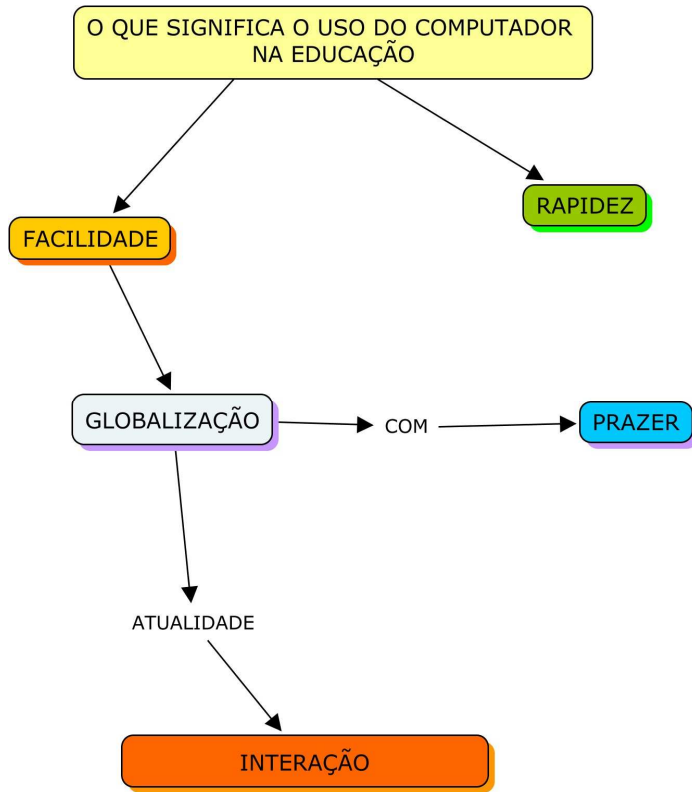 O QUE SIGNIFICA O USO DO COMPUTADOR
NA EDUCAÇÃO
RAPIDEZ
FACILIDADE
GLOBALIZAÇÃO
COM
PRAZER
ATUALIDADE
INTERAÇÃO